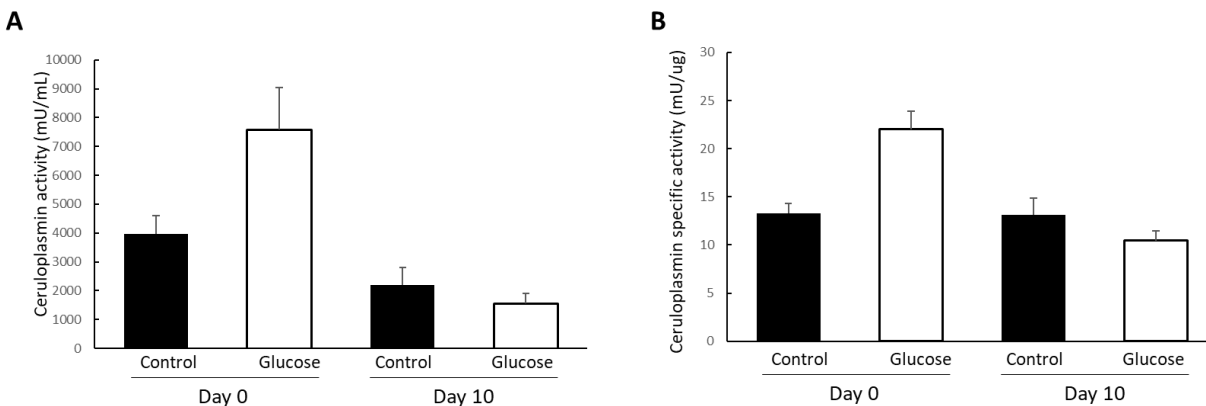 A
Ceruloplasmin activity (mU/mL)
10000
9000
8000
7000
6000
5000
4000
3000
2000
1000
0
Control Glucose Control Glucose
Day 0 Day 10
B
Ceruloplasmin specific activity (mU/ug)
30
25
20
15
10
5
0
Control Glucose Control Glucose
Day 0 Day 10